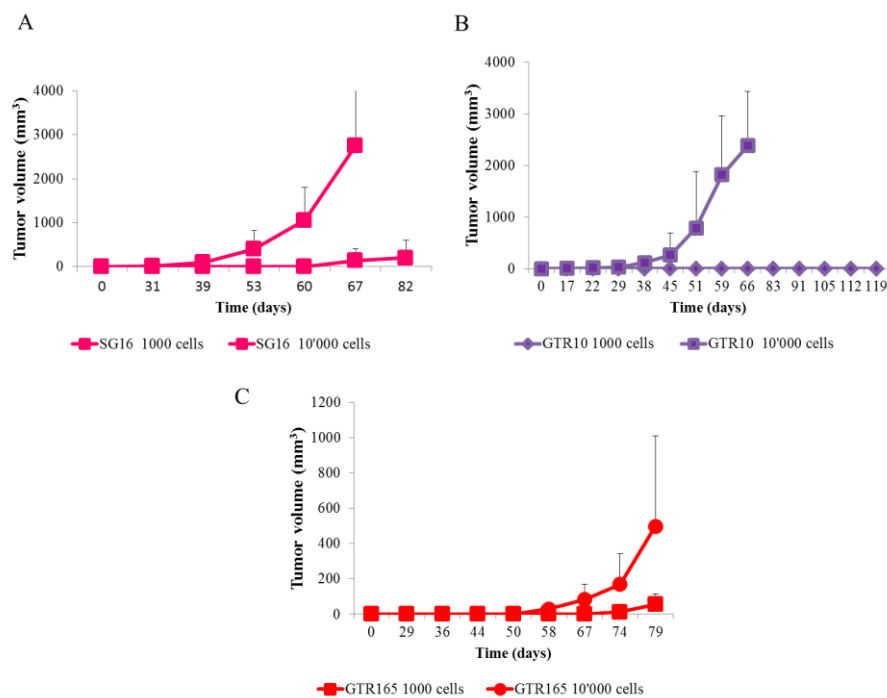 A
Tumor volume (mm³)
4000
3000
2000
1000
0
0 31 39 53 60 67 82
Time (days)
SG16 1000 cells SG16 10'000 cells
B
Tumor volume (mm³)
4000
3000
2000
1000
0
0 17 22 29 38 45 51 59 66 83 91 105 112 119
Time (days)
GTR10 1000 cells GTR10 10'000 cells
C
Tumor volume (mm³)
1200
1000
800
600
400
200
0
0 29 36 44 50 58 67 74 79
Time (days)
GTR165 1000 cells GTR165 10'000 cells